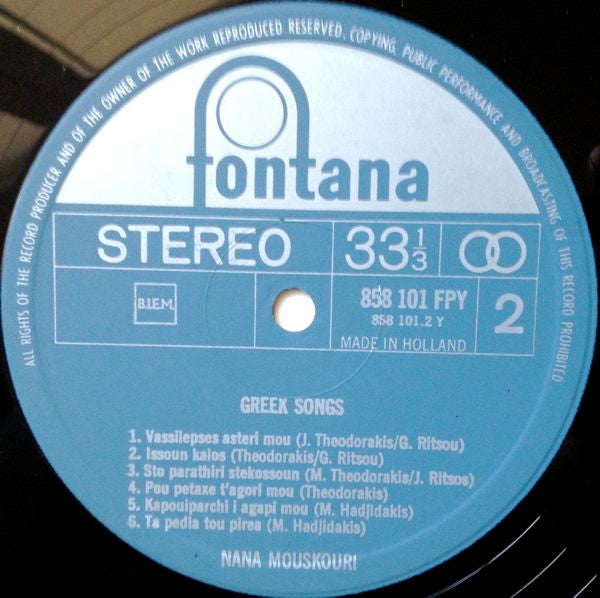 ALL RIGHTS OF THE RECORD PRODUCER AND OF THE OWNER OF THE WORK REPRODUCED RESERVED. COPYING, PUBLIC PERFORMANCE AND BROADCASTING OF THIS RECORD PROHIBITED
fontana
STEREO 33 1/3
B.I.E.M. 858 101 FPY 2
858 101.2 Y
MADE IN HOLLAND
GREEK SONGS
1. Vassilepses asteri mou (J. Theodorakis/G. Ritsou)
2. Issoun kalos (Theodorakis/G. Ritsou)
3. Sto parathiri stekossoun (M. Theodorakis/J. Ritsos)
4. Pou petaxe t'agori mou (Theodorakis)
5. Kapouiparchi i agapi mou (M. Hadjidakis)
6. Ta pedia tou pirea (M. Hadjidakis)
NANA MOUSKOURI